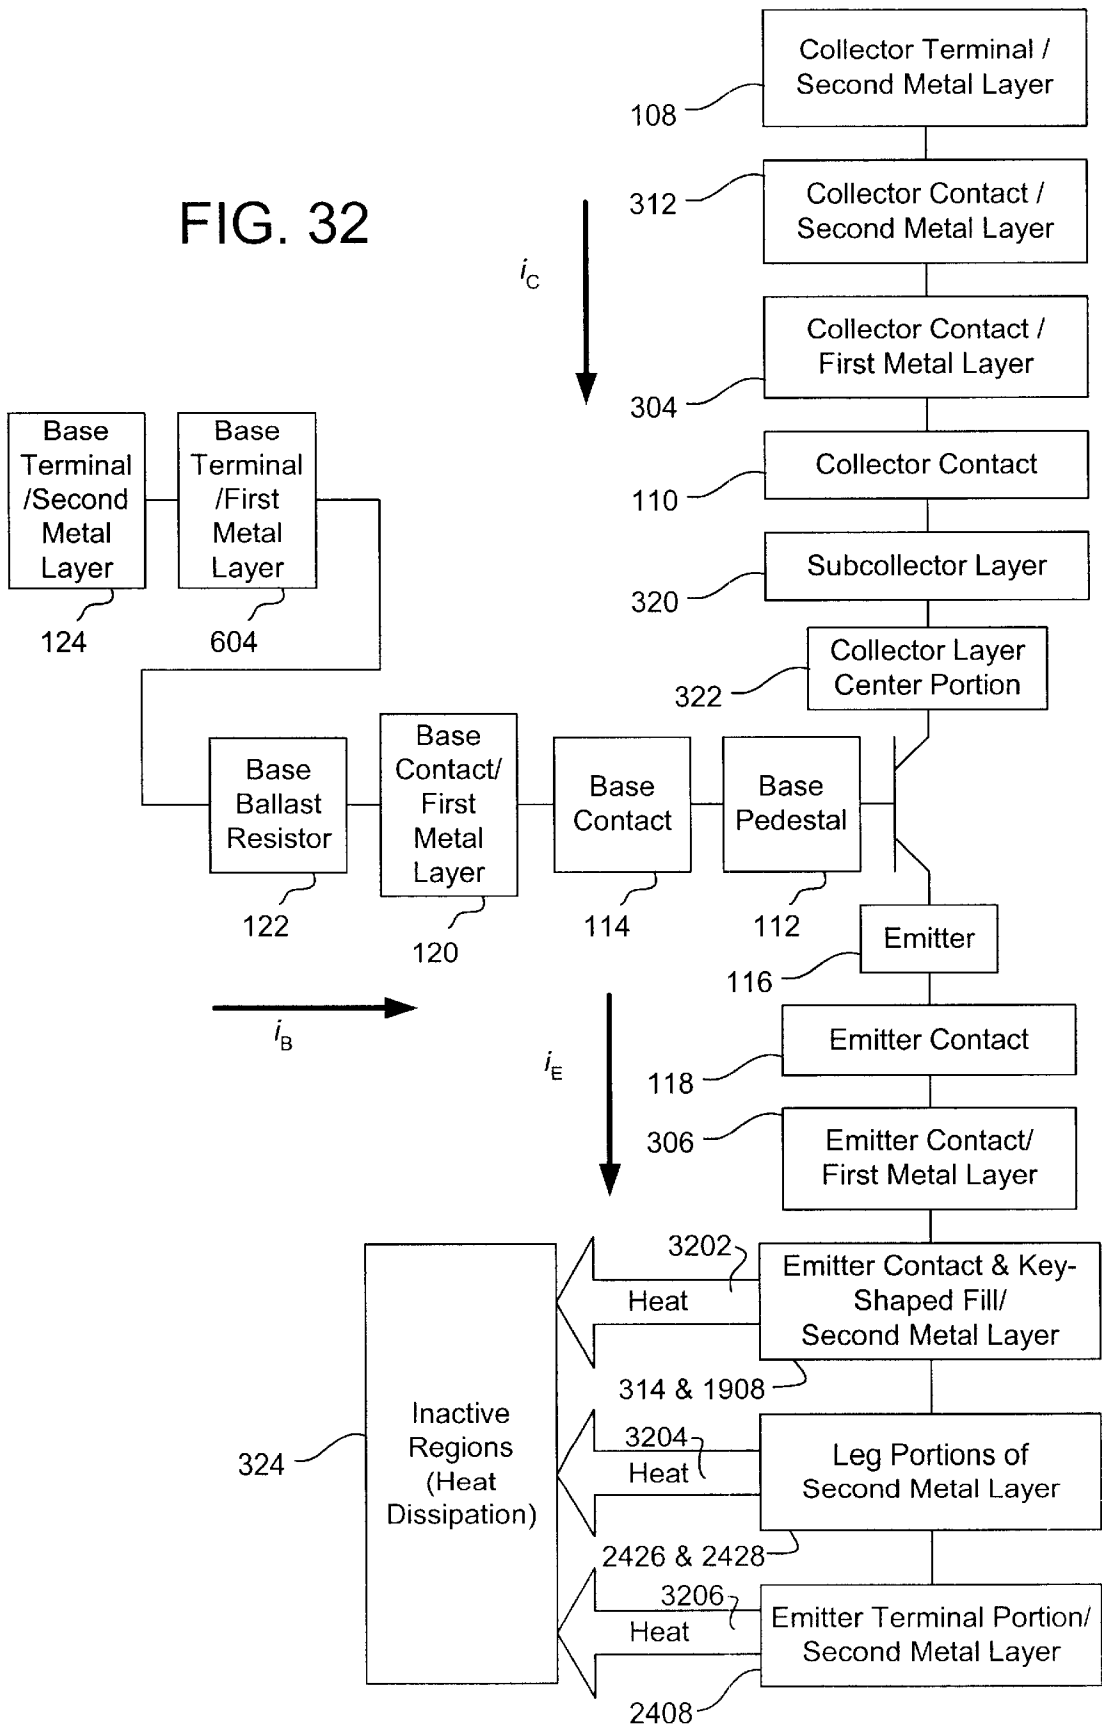 Collector Terminal /
Second Metal Layer
108
Collector Contact /
Second Metal Layer
312
FIG. 32
iC
Collector Contact /
First Metal Layer
304
Collector Contact
110
Subcollector Layer
320
Collector Layer
Center Portion
322
Base
Terminal
/Second
Metal
Layer
124
Base
Terminal
/First
Metal
Layer
604
Base
Ballast
Resistor
122
Base
Contact/
First
Metal
Layer
120
Base
Contact
114
Base
Pedestal
112
Emitter
116
iB
iE
Emitter Contact
118
Emitter Contact/
First Metal Layer
306
Emitter Contact & Key-
Shaped Fill/
Second Metal Layer
314 & 1908
3202
Heat
Leg Portions of
Second Metal Layer
2426 & 2428
3204
Heat
Emitter Terminal Portion/
Second Metal Layer
2408
3206
Heat
Inactive
Regions
(Heat
Dissipation)
324